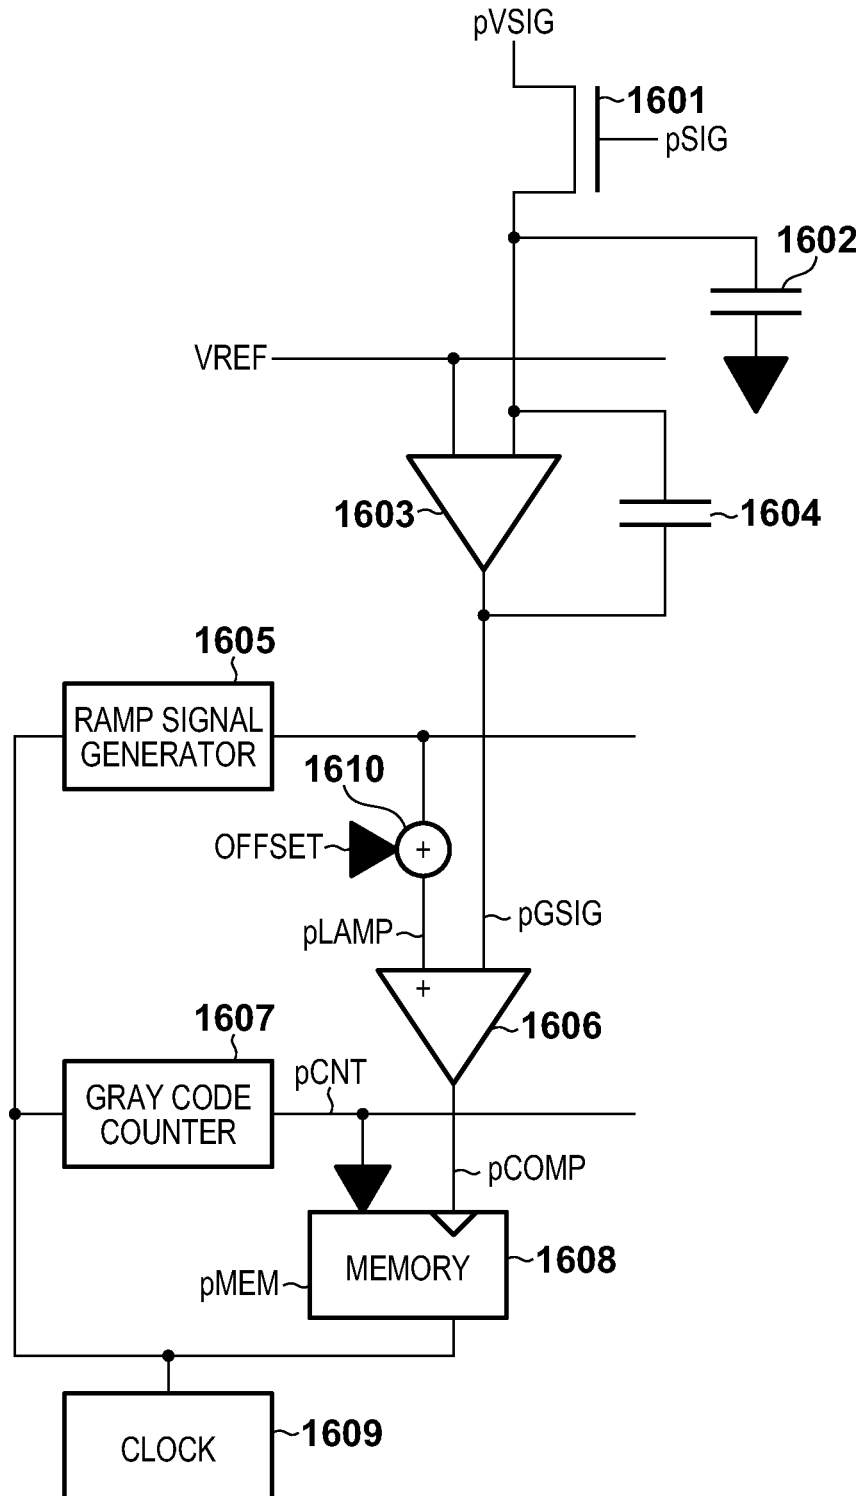 pVSIG
1601
pSIG
1602
VREF
1603
1604
1605
RAMP SIGNAL
GENERATOR
1610
OFFSET
+
pLAMP
pGSIG
+
1606
1607
pCNT
GRAY CODE
COUNTER
pCOMP
MEMORY
1608
pMEM
CLOCK
1609